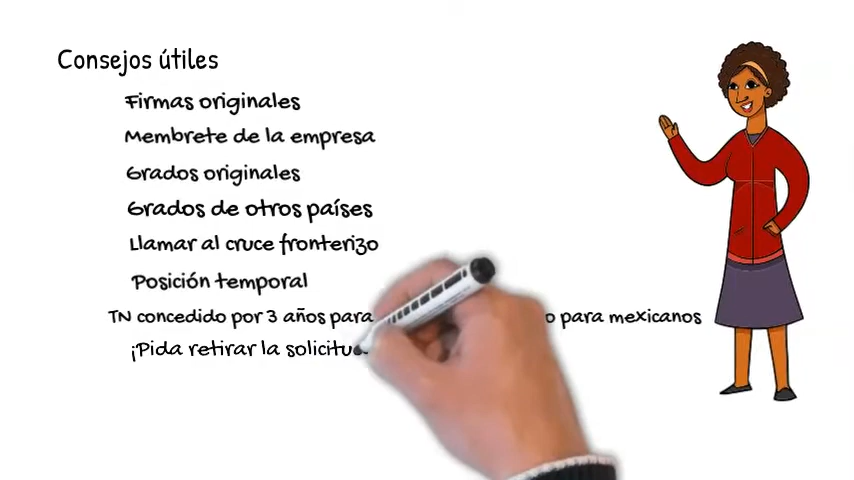 Consejos útiles
Firmas originales
Membrete de la empresa
Grados originales
Grados de otros países
Llamar al cruce fronterizo
Posición temporal
TN concedido por 3 años para para mexicanos
¡Pida retirar la